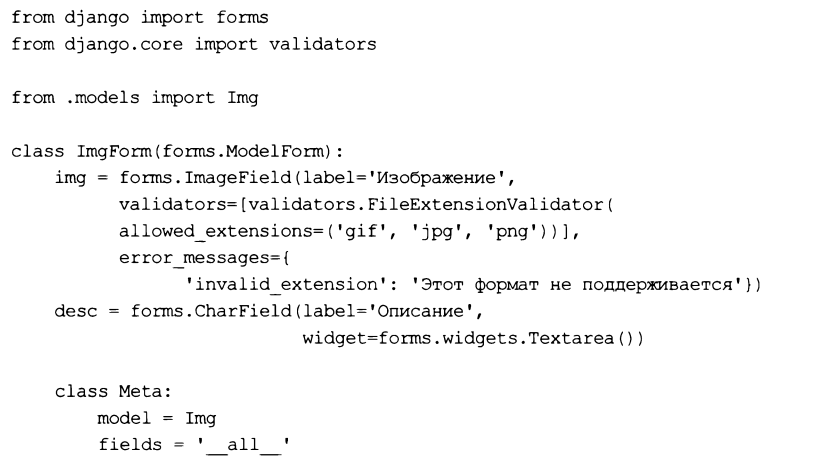 from django import forms
from django.core import validators

from .models import Img

class ImgForm(forms.ModelForm):
    img = forms.ImageField(label='Изображение',
          validators=[validators.FileExtensionValidator(
          allowed_extensions=('gif', 'jpg', 'png'))],
          error_messages={
                'invalid_extension': 'Этот формат не поддерживается'})
    desc = forms.CharField(label='Описание',
                           widget=forms.widgets.Textarea())

    class Meta:
        model = Img
        fields = '__all__'